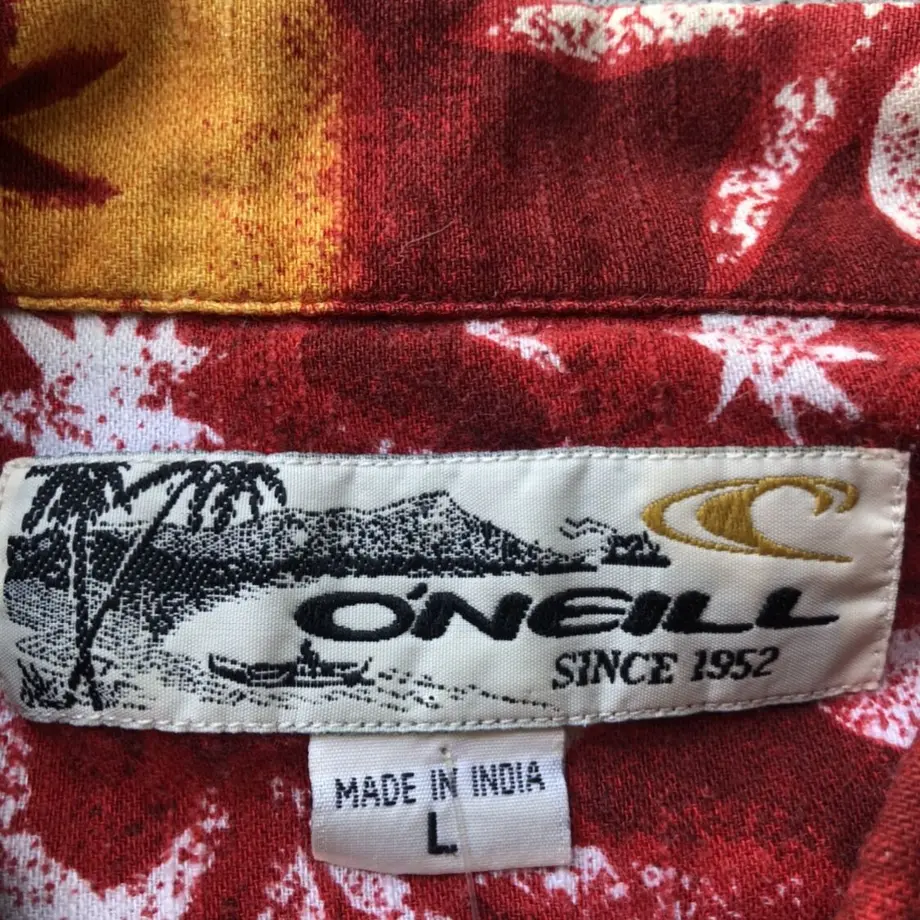 O'NEILL
SINCE 1952
MADE IN INDIA
L